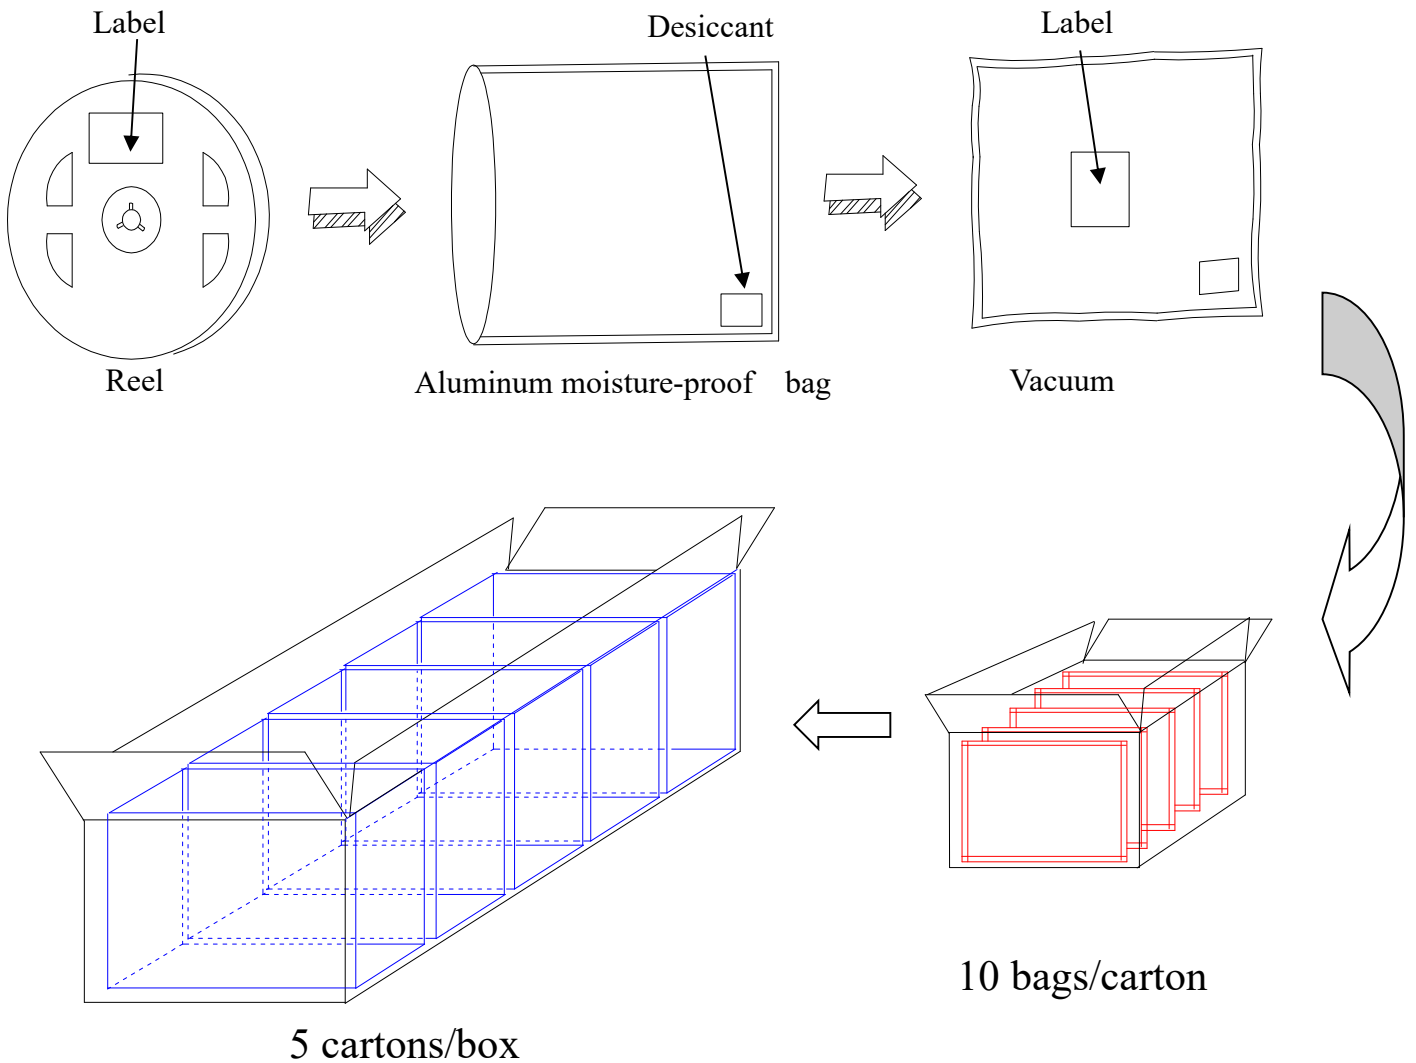 Label
Desiccant
Label
Reel
Aluminum moisture-proof bag
Vacuum
10 bags/carton
5 cartons/box